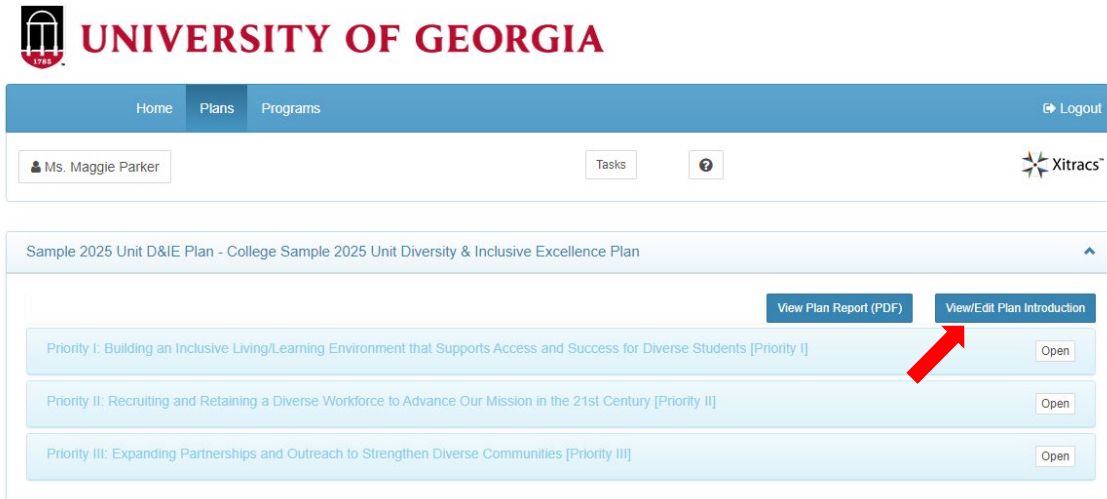 1785
UNIVERSITY OF GEORGIA
Home Plans Programs Logout
Ms. Maggie Parker Tasks ? Xitracs™
Sample 2025 Unit D&IE Plan - College Sample 2025 Unit Diversity & Inclusive Excellence Plan
View Plan Report (PDF) View/Edit Plan Introduction
Priority I: Building an Inclusive Living/Learning Environment that Supports Access and Success for Diverse Students [Priority I] Open
Priority II: Recruiting and Retaining a Diverse Workforce to Advance Our Mission in the 21st Century [Priority II] Open
Priority III: Expanding Partnerships and Outreach to Strengthen Diverse Communities [Priority III] Open